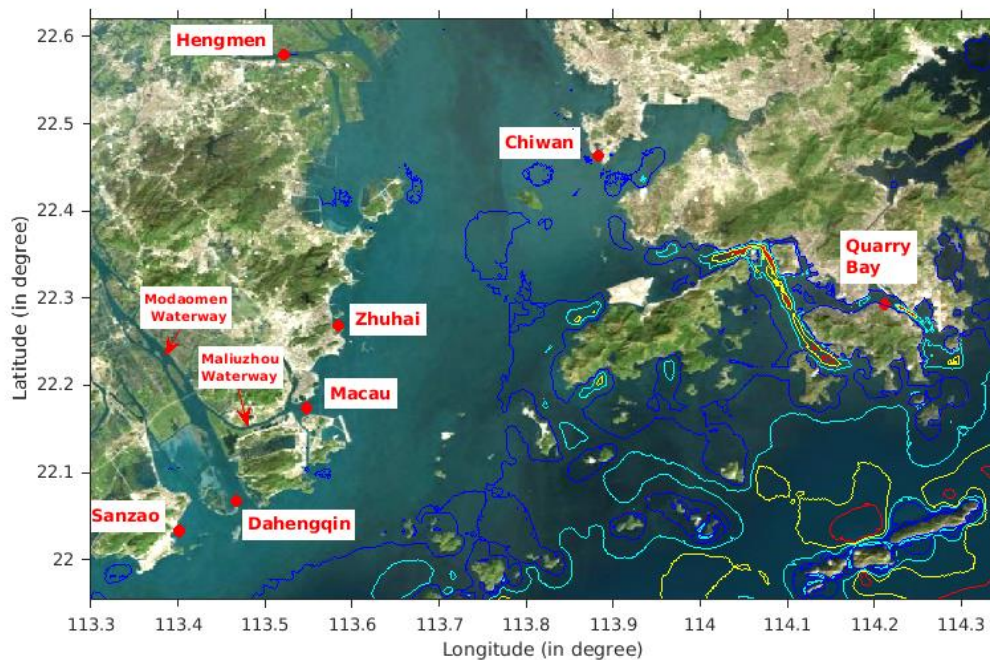 22.6
22.5
22.4
22.3
22.2
22.1
22
Latitude (in degree)
Hengmen
Chiwan
Quarry
Bay
Modaomen
Waterway
Zhuhai
Maliuzhou
Waterway
Macau
Sanzao
Dahengqin
113.3
113.4
113.5
113.6
113.7
113.8
113.9
114
114.1
114.2
114.3
Longitude (in degree)